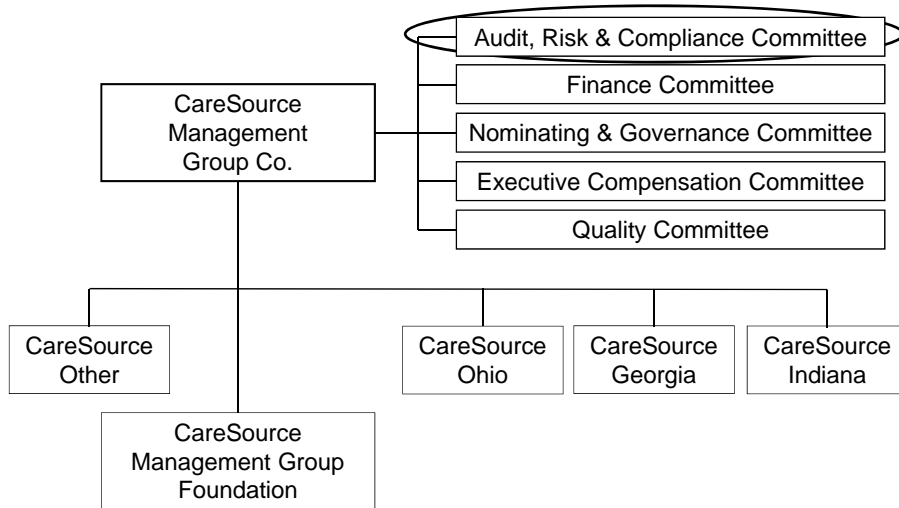 Audit, Risk & Compliance Committee
Finance Committee
CareSource
Management
Group Co.
Nominating & Governance Committee
Executive Compensation Committee
Quality Committee
CareSource
Other
CareSource
Ohio
CareSource
Georgia
CareSource
Indiana
CareSource
Management Group
Foundation